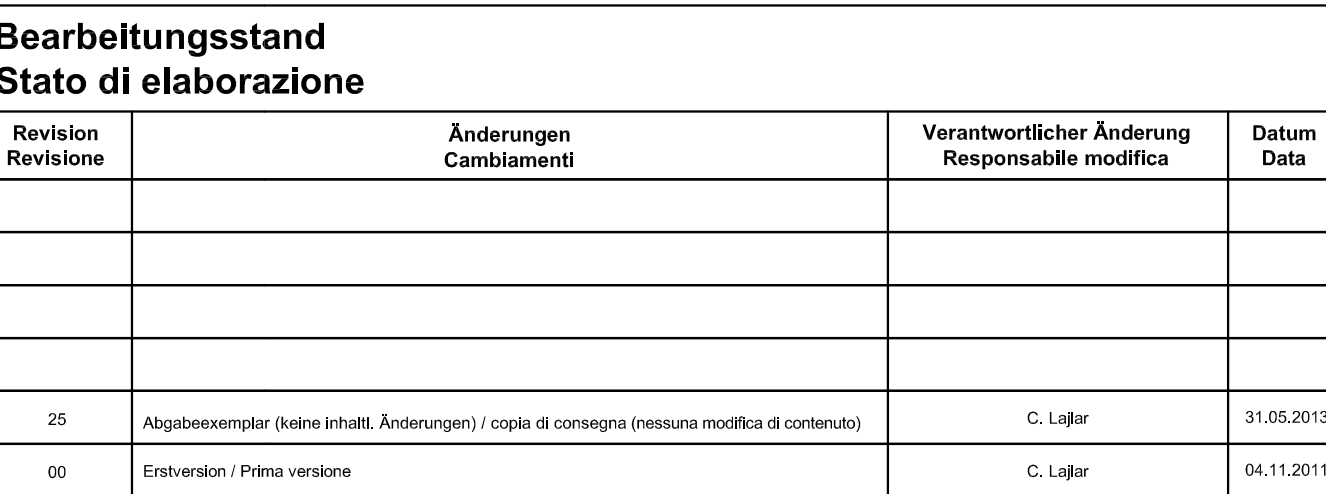 Bearbeitungsstand
Stato di elaborazione
Revision
Revisione
Änderungen
Cambiamenti
Verantwortlicher Änderung
Responsabile modifica
Datum
Data
25
Abgabeexemplar (keine inhaltl. Änderungen) / copia di consegna (nessuna modifica di contenuto)
C. Lajlar
31.05.2013
00
Erstversion / Prima versione
C. Lajlar
04.11.2011